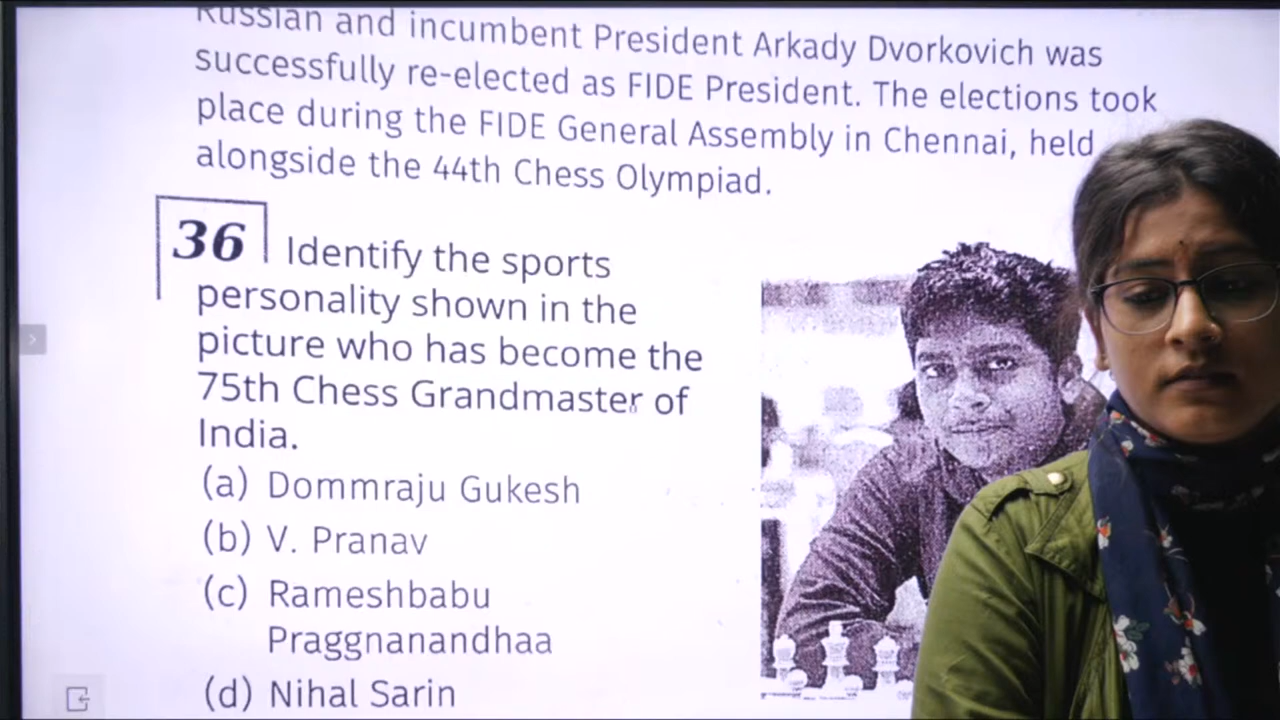 Russian and incumbent President Arkady Dvorkovich was
successfully re-elected as FIDE President. The elections took
place during the FIDE General Assembly in Chennai, held
alongside the 44th Chess Olympiad.
36 Identify the sports
personality shown in the
picture who has become the
75th Chess Grandmaster of
India.
(a) Dommraju Gukesh
(b) V. Pranav
(c) Rameshbabu
Praggnanandhaa
(d) Nihal Sarin